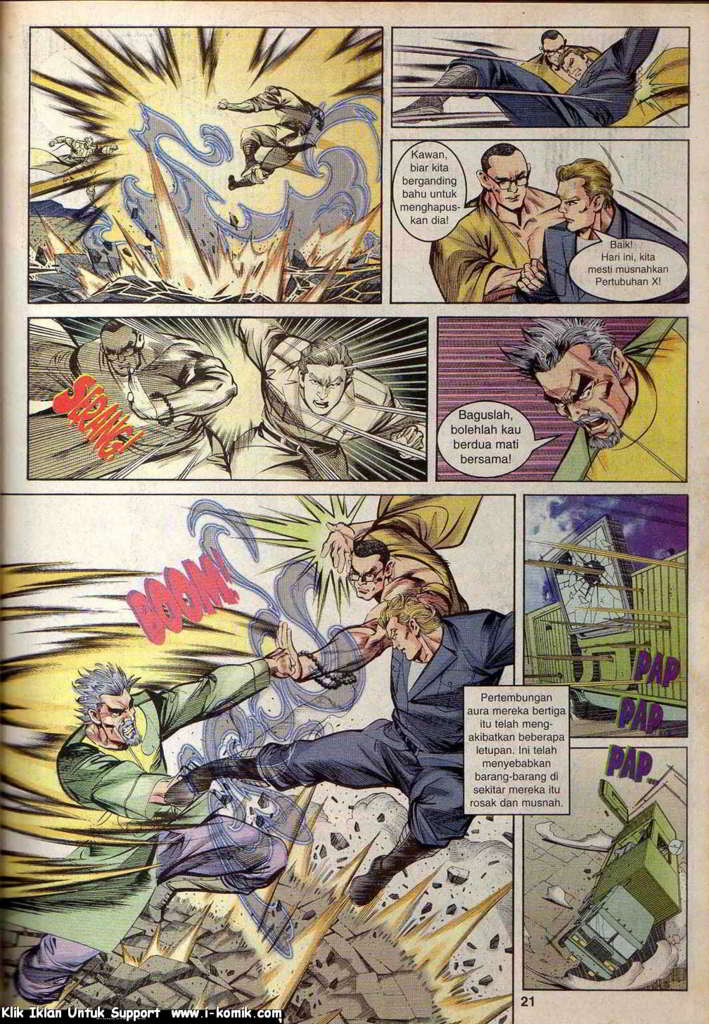 Kawan,
biar kita
berganding
bahu untuk
menghapus-
kan dia!
Baik!
Hari ini, kita
mesti musnahkan
Pertubuhan X!
SERANG!
Baguslah,
bolehlah kau
berdua mati
bersama!
BOOM!
PAP
PAP
PAP...
Pertembungan
aura mereka bertiga
itu telah meng-
akibatkan beberapa
letupan. Ini telah
menyebabkan
barang-barang di
sekitar mereka itu
rosak dan musnah.
21
Klik Iklan Untuk Support www.i-komik.com